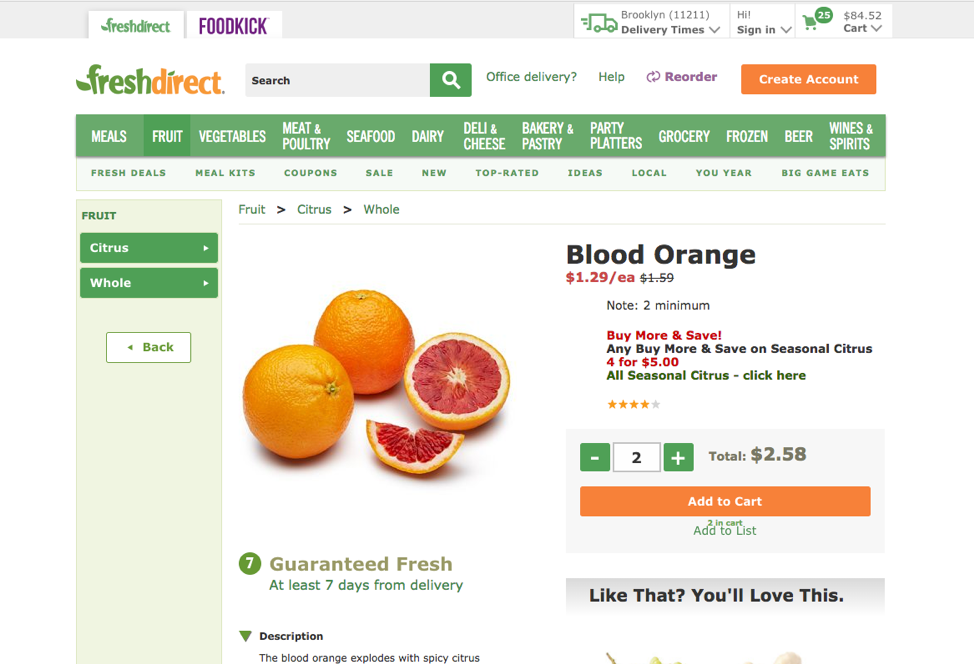 freshdirect
FOODKICK
Brooklyn (11211)
Delivery Times
Hi!
Sign in
25
$84.52
Cart
freshdirect.
Search
Office delivery?
Help
Reorder
Create Account
MEALS
FRUIT
VEGETABLES
MEAT &
POULTRY
SEAFOOD
DAIRY
DELI &
CHEESE
BAKERY &
PASTRY
PARTY
PLATTERS
GROCERY
FROZEN
BEER
WINES &
SPIRITS
FRESH DEALS
MEAL KITS
COUPONS
SALE
NEW
TOP-RATED
IDEAS
LOCAL
YOU YEAR
BIG GAME EATS
FRUIT
Citrus
Whole
Back
Fruit > Citrus > Whole
Blood Orange
$1.29/ea $1.59
Note: 2 minimum
Buy More & Save!
Any Buy More & Save on Seasonal Citrus
4 for $5.00
All Seasonal Citrus - click here
- 2 + Total: $2.58
Add to Cart
2 in cart
Add to List
7 Guaranteed Fresh
At least 7 days from delivery
Like That? You'll Love This.
Description
The blood orange explodes with spicy citrus